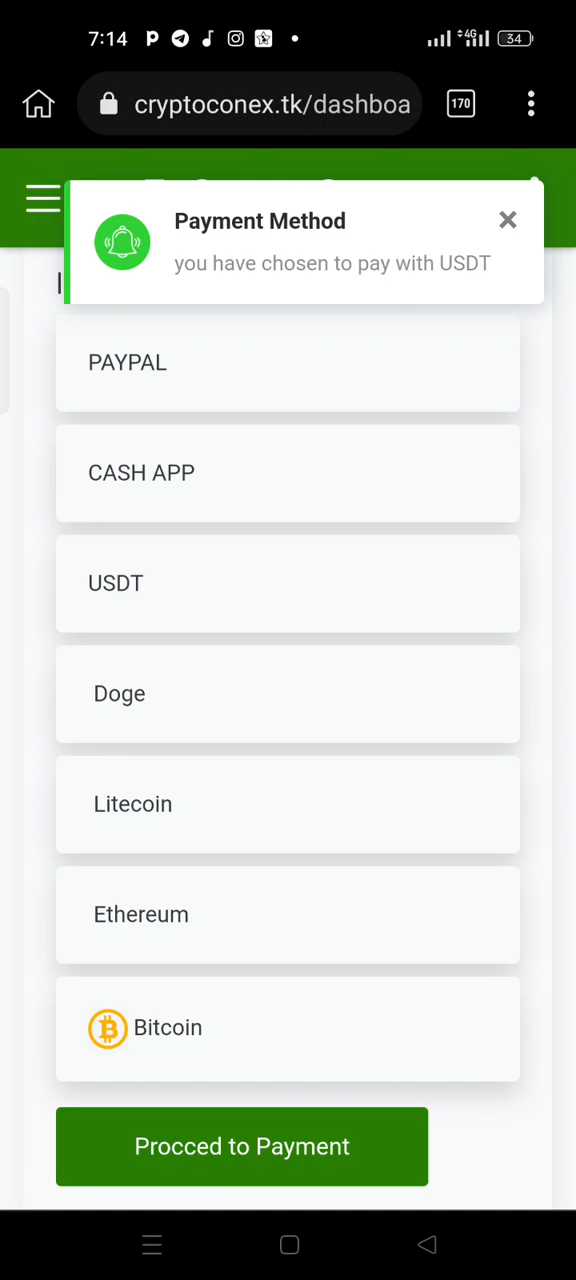 7:14
4G
34
cryptoconex.tk/dashboa
170
Payment Method
you have chosen to pay with USDT
PAYPAL
CASH APP
USDT
Doge
Litecoin
Ethereum
Bitcoin
Procced to Payment